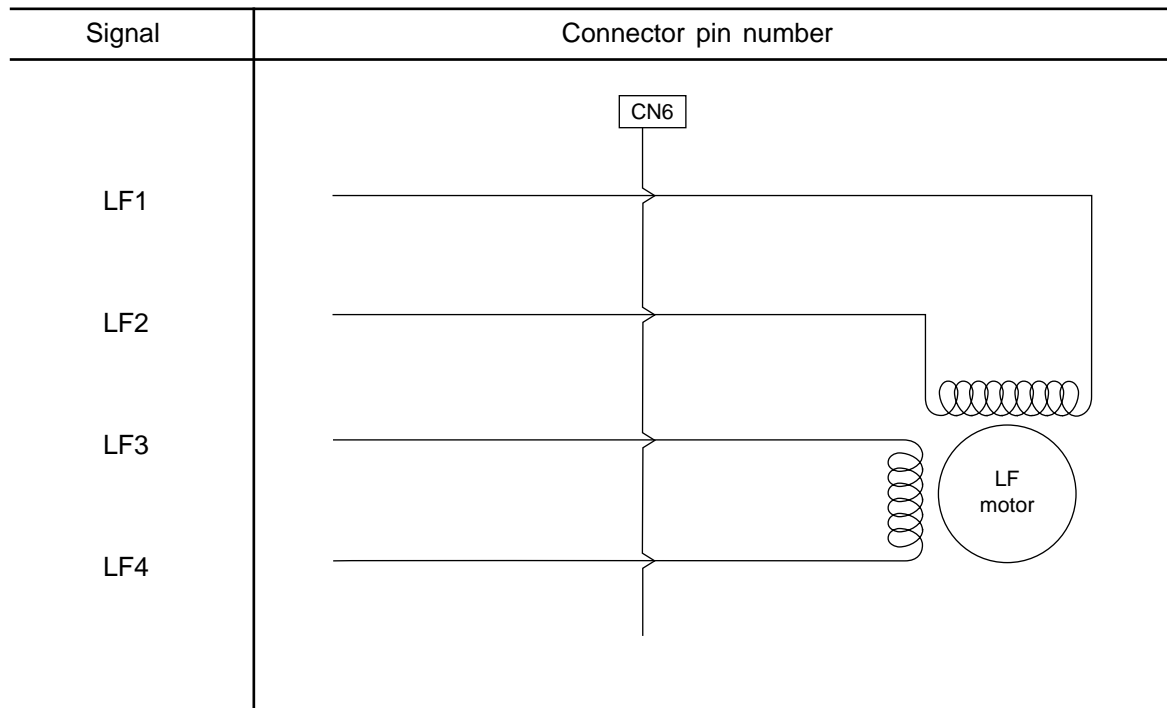 Signal
Connector pin number
CN6
LF1
LF2
LF3
LF
motor
LF4